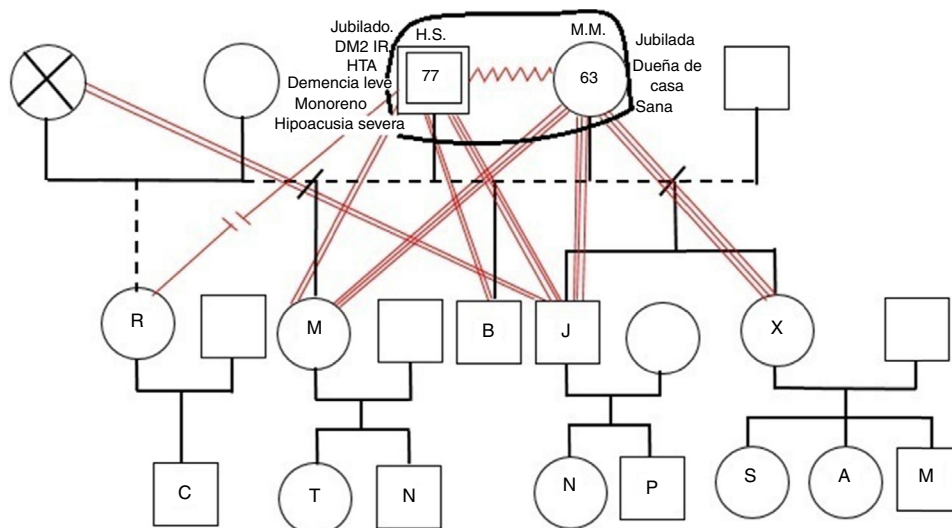 H.S.
M.M.
Jubilado.
DM2 IR
HTA
Demencia leve
Monoreno
Hipoacusia severa
77
63
Jubilada
Dueña de
casa
Sana
R
M
B
J
X
C
T
N
N
P
S
A
M